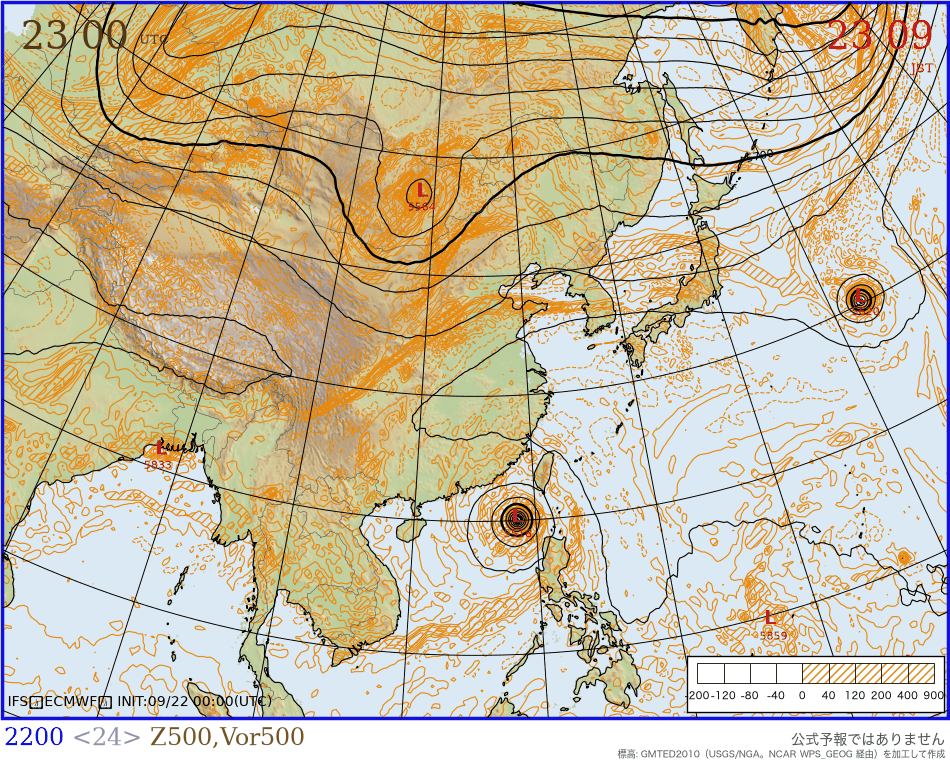 23 00 UTC
23 09 JST
L
5584
L
L
5833
L
L
5859
-200 -120 -80 -40 0 40 120 200 400 900
IFS ECMWF INIT:09/22 00:00(UTC)
2200 <24> Z500,Vor500
公式予報ではありません
標高: GMTED2010（USGS/NGA。NCAR WPS_GEOG 経由）を加工して作成